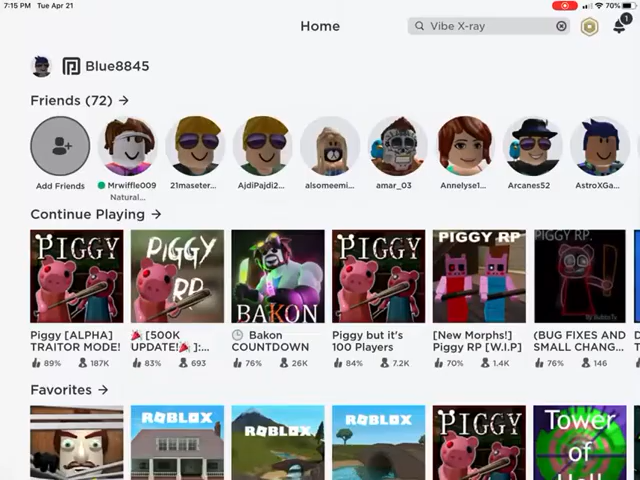 7:15 PM Tue Apr 21
70%
Home
Vibe X-ray
1
Blue8845
Friends (72) →
Add Friends
Mrwiffle009
Natural...
21maseter...
AjdiPajdi2...
alsomeemi...
amar_03
Annelyse1...
Arcanes52
AstroXGa...
Continue Playing →
PIGGY
PIGGY RP
BAKON
PIGGY
PIGGY RP
PIGGY RP.
Piggy [ALPHA] TRAITOR MODE!
89% 187K
[500K UPDATE! ]:...
83% 693
Bakon COUNTDOWN
76% 26K
Piggy but it's 100 Players
84% 7.2K
[New Morphs!] Piggy RP [W.I.P]
70% 1.4K
(BUG FIXES AND SMALL CHANG...
76% 146
Favorites →
ROBLOX
ROBLOX
ROBLOX
PIGGY
Tower of Hell